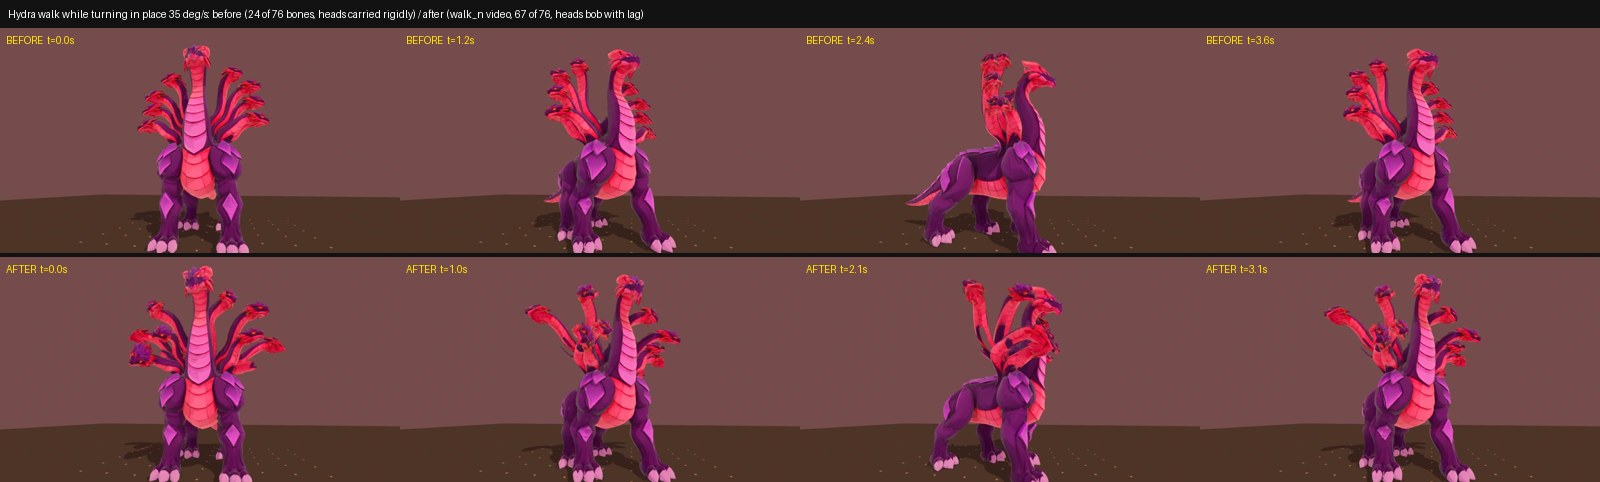 Hydra walk while turning in place 35 deg/s: before (24 of 76 bones, heads carried rigidly) / after (walk_n video, 67 of 76, heads bob with lag)
BEFORE t=0.0s
BEFORE t=1.2s
BEFORE t=2.4s
BEFORE t=3.6s
AFTER t=0.0s
AFTER t=1.0s
AFTER t=2.1s
AFTER t=3.1s